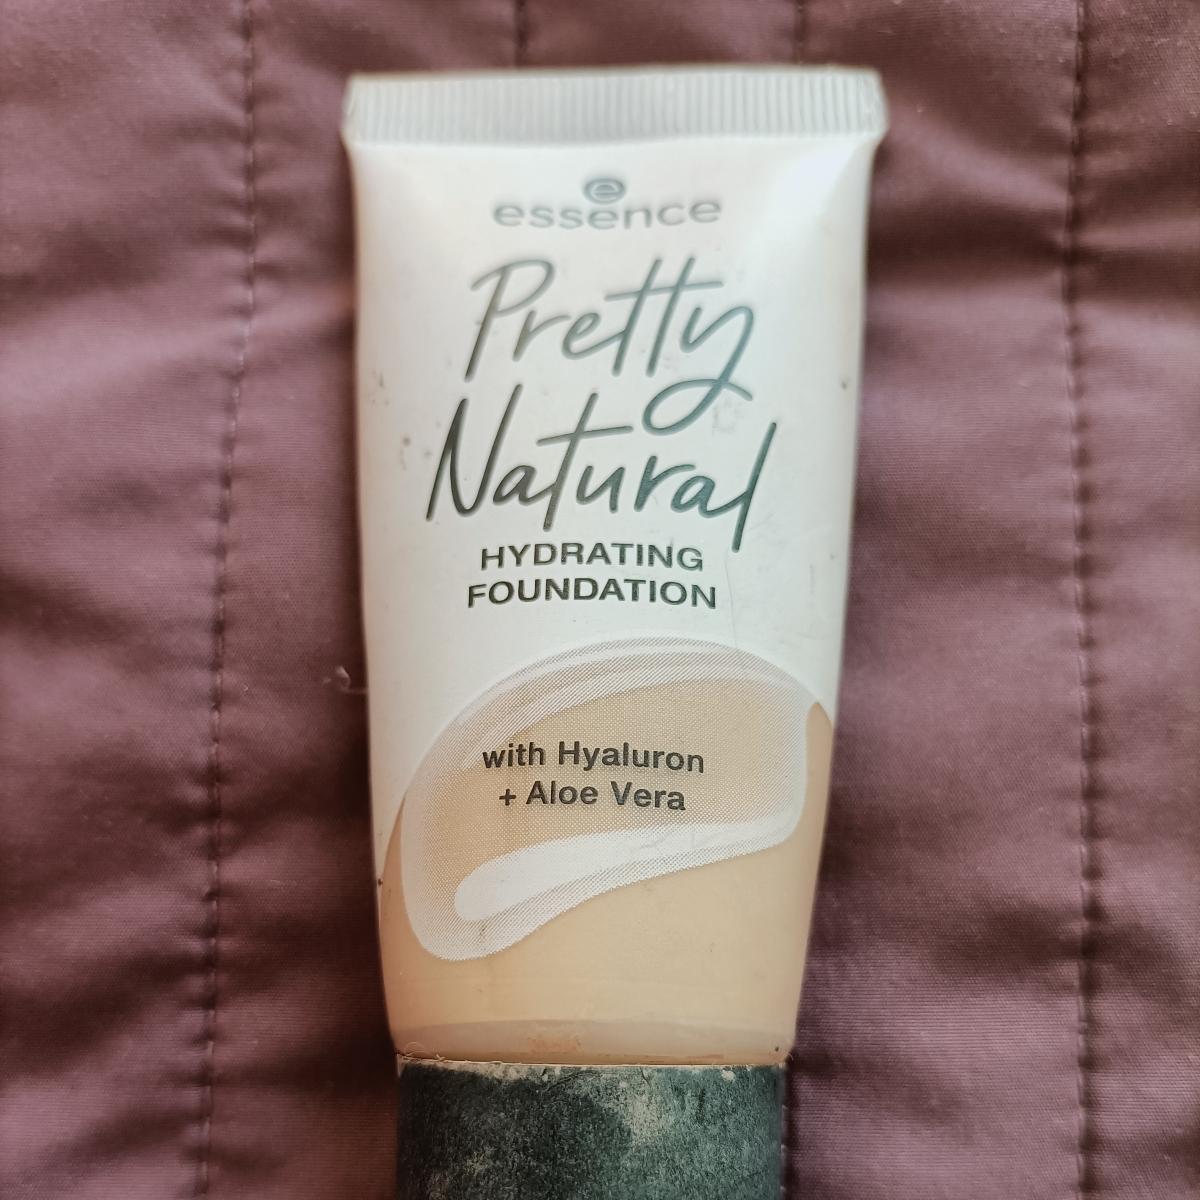 essence
Pretty
Natural
HYDRATING
FOUNDATION
with Hyaluron
+ Aloe Vera